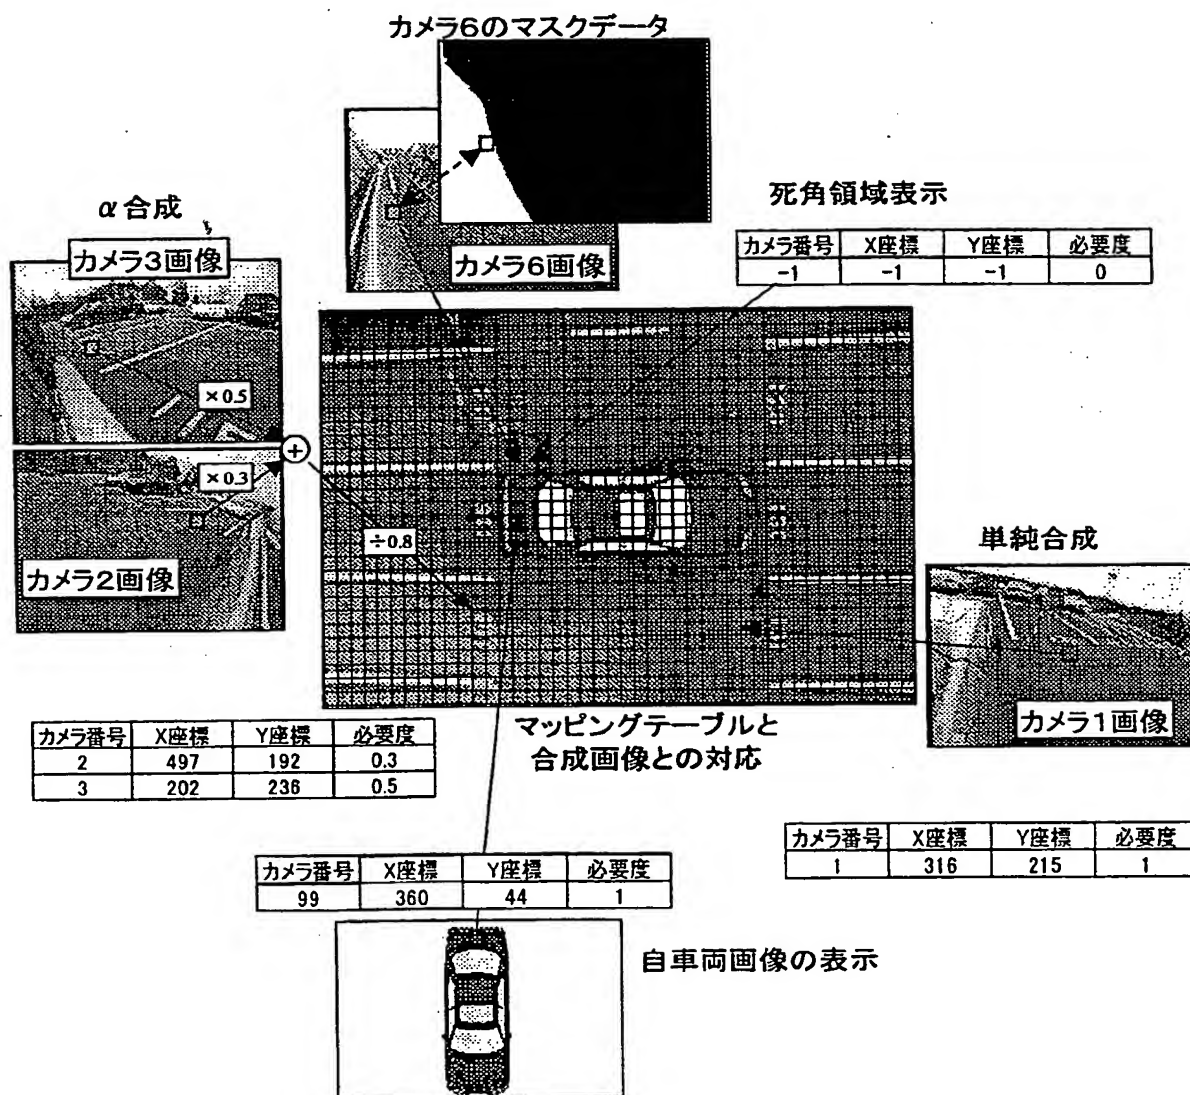 カメラ6のマスクデータ
α合成
カメラ3画像
カメラ6画像
死角領域表示
カメラ番号 X座標 Y座標 必要度
-1 -1 -1 0
×0.5
×0.3
カメラ2画像
÷0.8
単純合成
カメラ1画像
マッピングテーブルと
合成画像との対応
カメラ番号 X座標 Y座標 必要度
2 497 192 0.3
3 202 236 0.5
カメラ番号 X座標 Y座標 必要度
1 316 215 1
カメラ番号 X座標 Y座標 必要度
99 360 44 1
自車両画像の表示